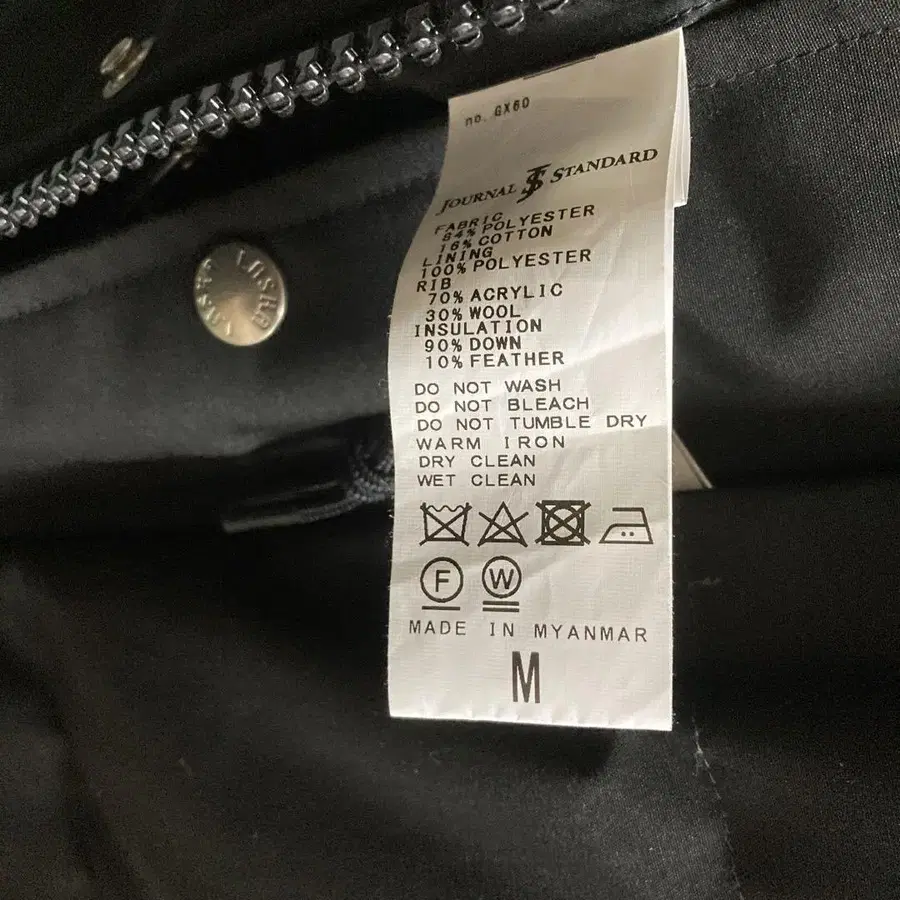 no. GX60
JOURNAL JS STANDARD
FABRIC
84% POLYESTER
16% COTTON
LINING
100% POLYESTER
RIB
70% ACRYLIC
30% WOOL
INSULATION
90% DOWN
10% FEATHER
DO NOT WASH
DO NOT BLEACH
DO NOT TUMBLE DRY
WARM IRON
DRY CLEAN
WET CLEAN
F W
MADE IN MYANMAR
M